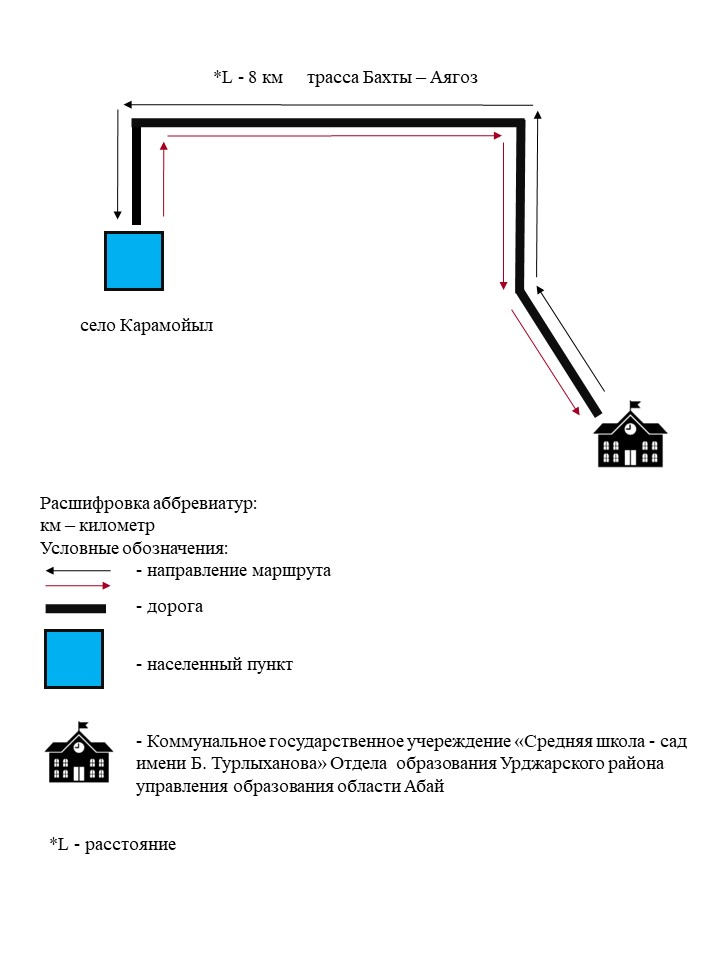 *L - 8 км трасса Бахты – Аягоз
село Карамойыл
Расшифровка аббревиатур:
км – километр
Условные обозначения:
- направление маршрута
- дорога
- населенный пункт
- Коммунальное государственное учереждение «Средняя школа - сад
имени Б. Турлыханова» Отдела образования Урджарского района
управления образования области Абай
*L - расстояние